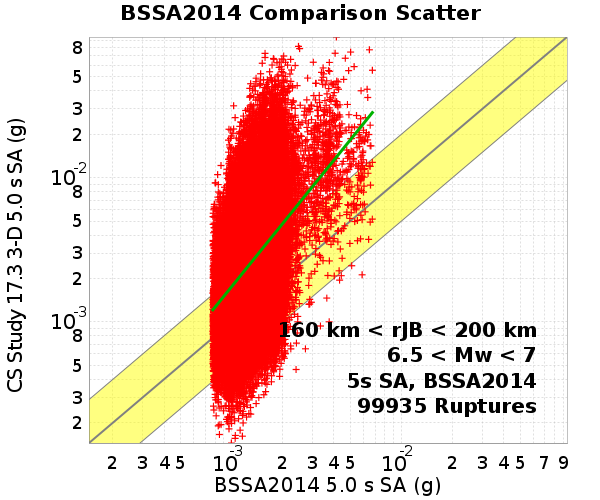 BSSA2014 Comparison Scatter
CS Study 17.3 3-D 5.0 s SA (g)
8
5
3
2
10-2
8
5
3
2
10-3
8
5
3
2
160 km < rJB < 200 km
6.5 < Mw < 7
5s SA, BSSA2014
99935 Ruptures
2 3 4 5 10-3 2 3 4 5 10-2 2 3 4 5 7 9
BSSA2014 5.0 s SA (g)